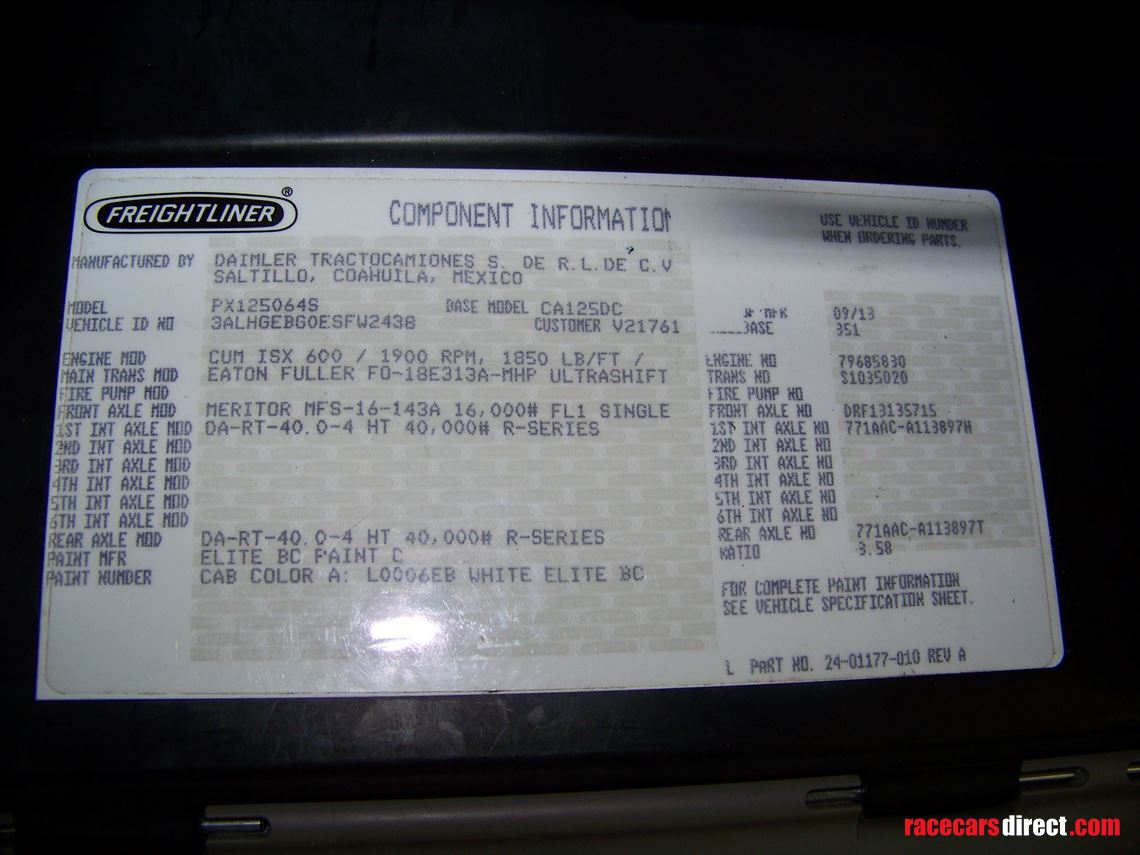 FREIGHTLINER ®
COMPONENT INFORMATION
USE VEHICLE ID NUMBER
WHEN ORDERING PARTS.
MANUFACTURED BY DAIMLER TRACTOCAMIONES S. DE R.L.DE C.V
SALTILLO, COAHUILA, MEXICO
MODEL PX125064S BASE MODEL CA125DC 09/13
VEHICLE ID NO 3ALHGEBG0ESFW2438 CUSTOMER V21761 BASE 351
ENGINE MOD CUM ISX 600 / 1900 RPM, 1850 LB/FT / ENGINE NO 79685830
MAIN TRANS MOD EATON FULLER FO-18E313A-MHP ULTRASHIFT TRANS NO S1035020
FIRE PUMP MOD FIRE PUMP NO
FRONT AXLE MOD MERITOR MFS-16-143A 16,000# FL1 SINGLE FRONT AXLE NO DRF13135715
1ST INT AXLE MOD DA-RT-40.0-4 HT 40,000# R-SERIES 1ST INT AXLE NO 771AAC-A113897H
2ND INT AXLE MOD 2ND INT AXLE NO
3RD INT AXLE MOD 3RD INT AXLE NO
4TH INT AXLE MOD 4TH INT AXLE NO
5TH INT AXLE MOD 5TH INT AXLE NO
6TH INT AXLE MOD 6TH INT AXLE NO
REAR AXLE MOD DA-RT-40.0-4 HT 40,000# R-SERIES REAR AXLE NO 771AAC-A113897T
PAINT MFR ELITE BC PAINT C RATIO 3.58
PAINT NUMBER CAB COLOR A: L0006EB WHITE ELITE BC
FOR COMPLETE PAINT INFORMATION
SEE VEHICLE SPECIFICATION SHEET.
PART NO. 24-01177-010 REV A
racecarsdirect.com